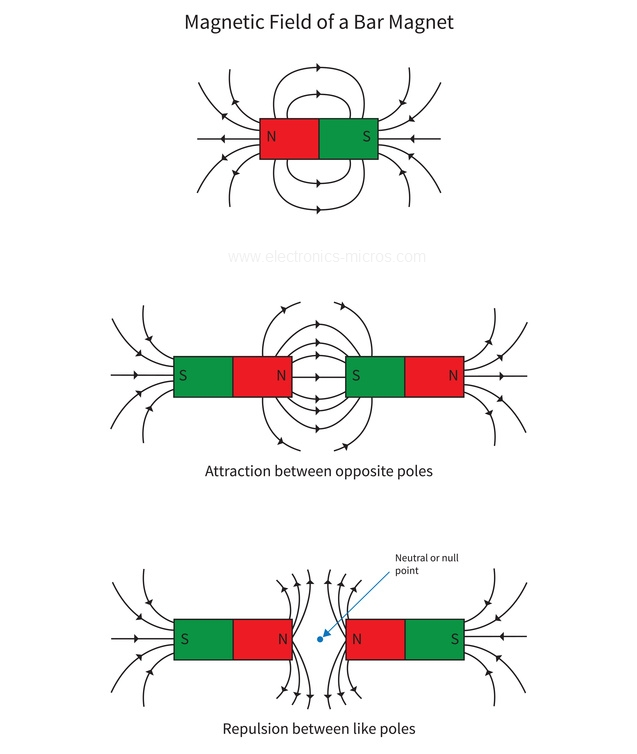 Magnetic Field of a Bar Magnet
N S
www.electronics-micros.com
S N S N
Attraction between opposite poles
Neutral or null
point
S N N S
Repulsion between like poles